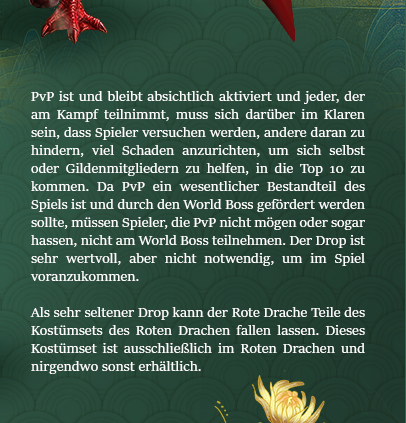 PvP ist und bleibt absichtlich aktiviert und jeder, der
am Kampf teilnimmt, muss sich darüber im Klaren
sein, dass Spieler versuchen werden, andere daran zu
hindern, viel Schaden anzurichten, um sich selbst
oder Gildenmitgliedern zu helfen, in die Top 10 zu
kommen. Da PvP ein wesentlicher Bestandteil des
Spiels ist und durch den World Boss gefördert werden
sollte, müssen Spieler, die PvP nicht mögen oder sogar
hassen, nicht am World Boss teilnehmen. Der Drop ist
sehr wertvoll, aber nicht notwendig, um im Spiel
voranzukommen.
Als sehr seltener Drop kann der Rote Drache Teile des
Kostümsets des Roten Drachen fallen lassen. Dieses
Kostümset ist ausschließlich im Roten Drachen und
nirgendwo sonst erhältlich.